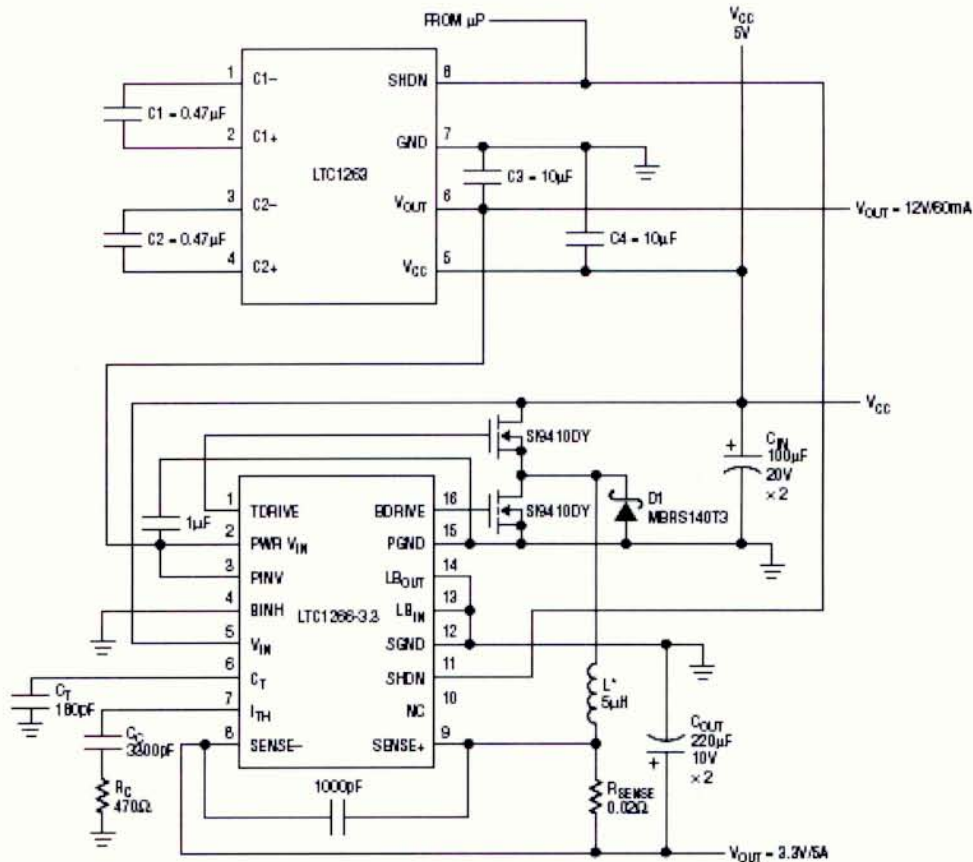 FROM µP
VCC
5V
1
C1–
SHDN
8
C1 = 0.47µF
2
C1+
GND
7
LTC1263
C3 = 10µF
3
C2–
VOUT
6
VOUT = 12V/60mA
C2 = 0.47µF
C4 = 10µF
4
C2+
VCC
5
VCC
SI9410DY
+
CIN
100µF
20V
× 2
D1
MBRS140T3
1µF
1
TDRIVE
BDRIVE
16
SI9410DY
2
PWR VIN
PGND
15
3
PINV
LBOUT
14
4
BINH
LTC1266-3.3
LBIN
13
5
VIN
SGND
12
6
CT
SHDN
11
CT
180pF
7
ITH
NC
10
L*
5µH
CC
3300pF
8
SENSE–
SENSE+
9
COUT
220µF
10V
× 2
+
1000pF
RC
470Ω
RSENSE
0.02Ω
VOUT = 3.3V/5A